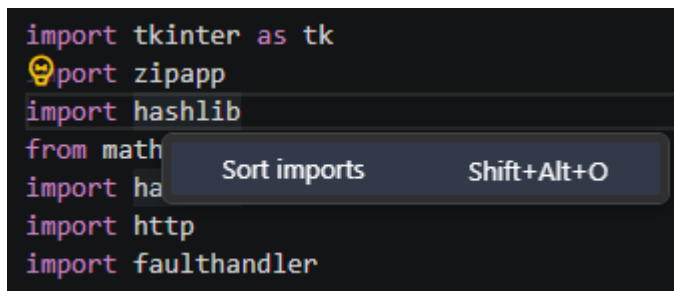 import tkinter as tk
port zipapp
import hashlib
from math
Sort imports Shift+Alt+O
import ha
import http
import faulthandler